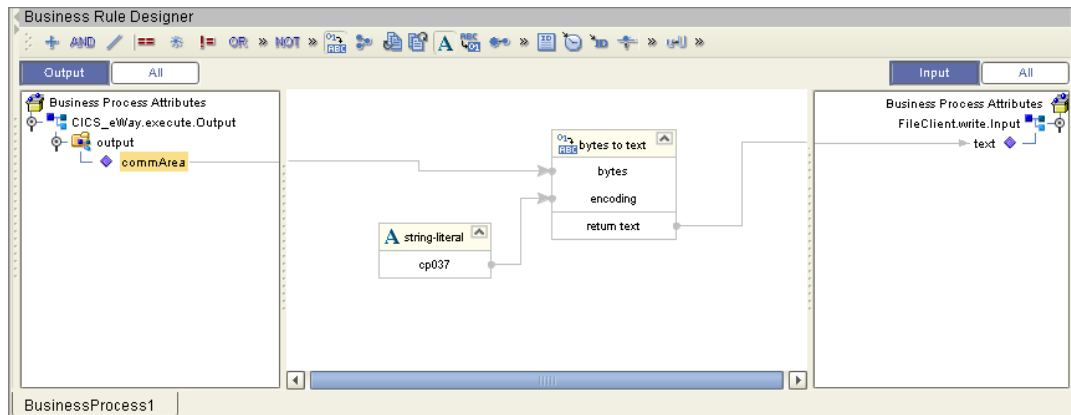 Business Rule Designer
AND == != OR » NOT » » » »
Output All Input All
Business Process Attributes
CICS_eWay.execute.Output
output
commArea
bytes to text
bytes
encoding
return text
A string-literal
cp037
Business Process Attributes
FileClient.write.Input
text
BusinessProcess1